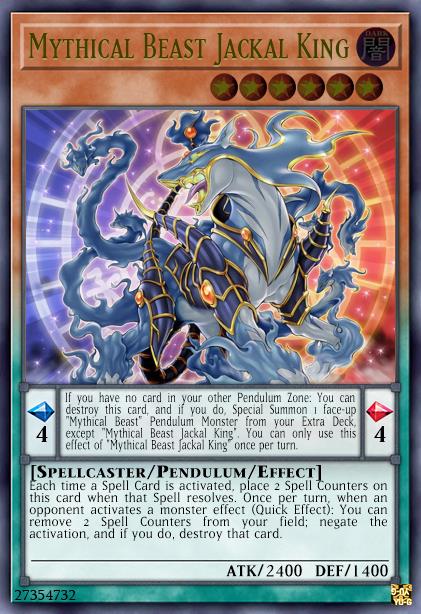 Mythical Beast Jackal King
DARK
闇
If you have no card in your other Pendulum Zone: You can
destroy this card, and if you do, Special Summon 1 face-up
"Mythical Beast" Pendulum Monster from your Extra Deck,
except "Mythical Beast Jackal King". You can only use this
effect of "Mythical Beast Jackal King" once per turn.
4
4
[Spellcaster/Pendulum/Effect]
Each time a Spell Card is activated, place 2 Spell Counters on
this card when that Spell resolves. Once per turn, when an
opponent activates a monster effect (Quick Effect): You can
remove 2 Spell Counters from your field; negate the
activation, and if you do, destroy that card.
ATK/2400 DEF/1400
27354732